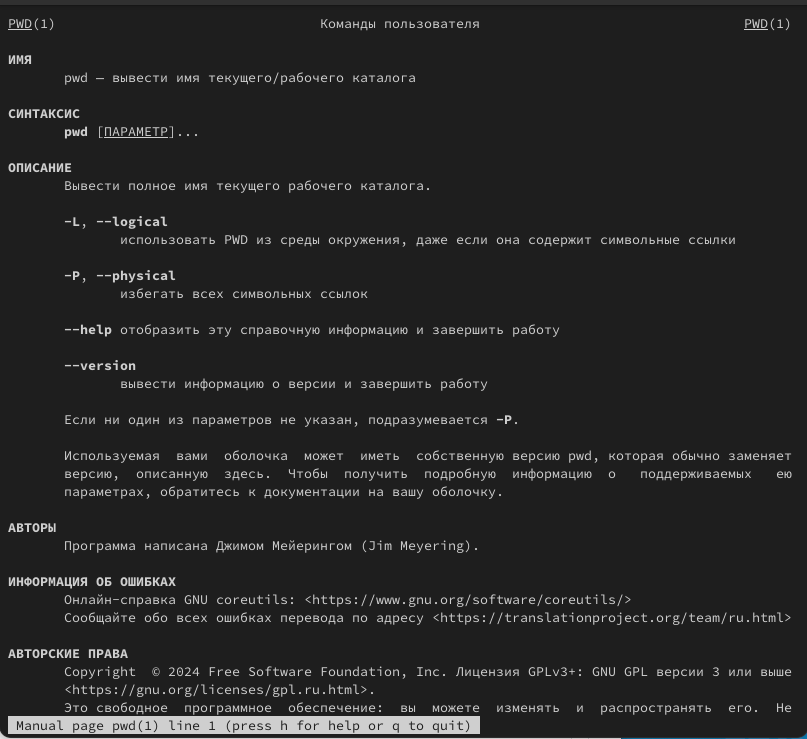 PWD(1) Команды пользователя PWD(1)
ИМЯ
pwd — вывести имя текущего/рабочего каталога
СИНТАКСИС
pwd [ПАРАМЕТР]...
ОПИСАНИЕ
Вывести полное имя текущего рабочего каталога.
-L, --logical
использовать PWD из среды окружения, даже если она содержит символьные ссылки
-P, --physical
избегать всех символьных ссылок
--help отобразить эту справочную информацию и завершить работу
--version
вывести информацию о версии и завершить работу
Если ни один из параметров не указан, подразумевается -P.
Используемая вами оболочка может иметь собственную версию pwd, которая обычно заменяет
версию, описанную здесь. Чтобы получить подробную информацию о поддерживаемых ею
параметрах, обратитесь к документации на вашу оболочку.
АВТОРЫ
Программа написана Джимом Мейерингом (Jim Meyering).
ИНФОРМАЦИЯ ОБ ОШИБКАХ
Онлайн-справка GNU coreutils: <https://www.gnu.org/software/coreutils/>
Сообщайте обо всех ошибках перевода по адресу <https://translationproject.org/team/ru.html>
АВТОРСКИЕ ПРАВА
Copyright © 2024 Free Software Foundation, Inc. Лицензия GPLv3+: GNU GPL версии 3 или выше
<https://gnu.org/licenses/gpl.ru.html>.
Это свободное программное обеспечение: вы можете изменять и распространять его. Не
Manual page pwd(1) line 1 (press h for help or q to quit)